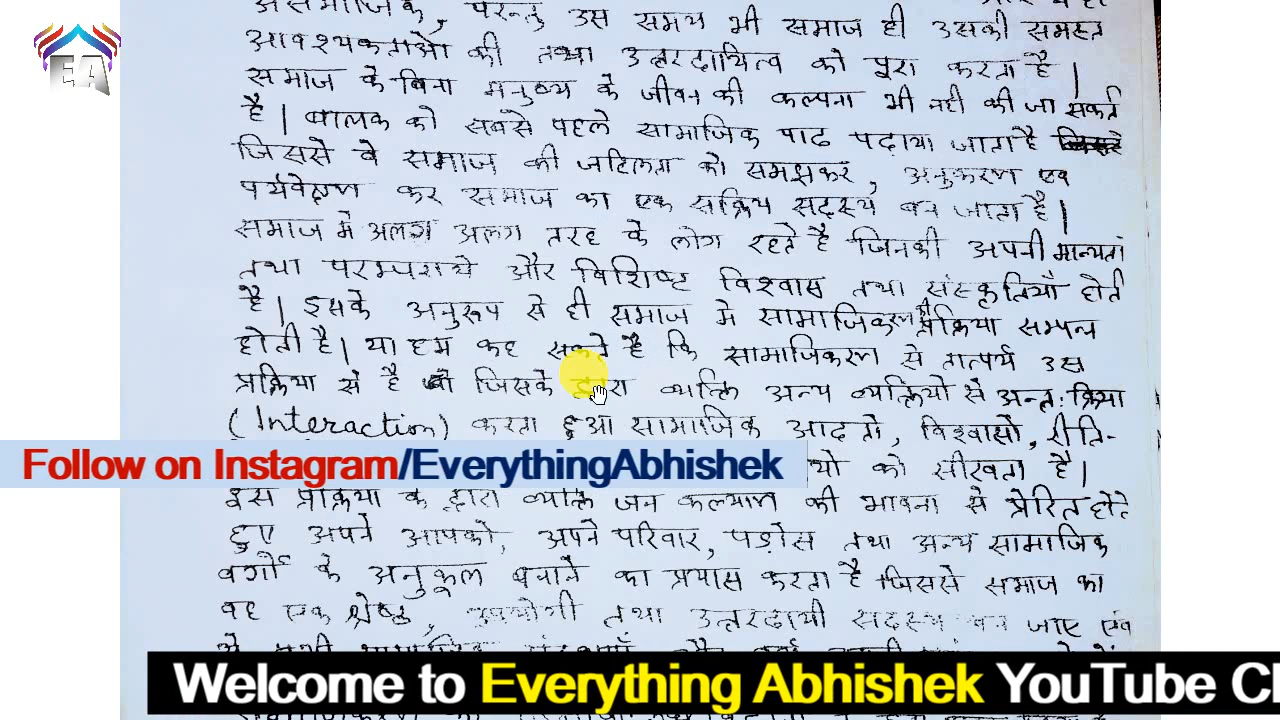 असमाजिक, परन्तु उस समय भी समाज ही उसकी समस्त
आवश्यकताओ की तथा उत्तरदायित्व को पूरा करता है |
समाज के बिना मनुष्य के जीवन की कल्पना भी नही की जा सकती
है | बालक को सबसे पहले सामाजिक पाठ पढ़ाया जाता है
जिससे वे समाज की जटिलता को समझकर, अनुकरण एव
पर्यवेक्षण कर समाज का एक सक्रिय सदस्य बन जाता है |
समाज मे अलग अलग तरह के लोग रहते है जिनकी अपनी मान्यता
तथा परम्पराये और विशिष्ट विश्वास तथा संस्कृतियाँ होती
है | इसके अनुरूप से ही समाज मे सामाजिकरण की प्रक्रिया सम्पन्न
होती है | या हम कह सकते है कि सामाजिकरण से तात्पर्य उस
प्रक्रिया से है जिसके द्वारा व्यक्ति अन्य व्यक्तियो से अन्तः क्रिया
(Interaction) करता हुआ सामाजिक आदतो, विश्वासो, रीति-
यो को सीखता है |
Follow on Instagram/EverythingAbhishek
इस प्रक्रिया के द्वारा व्यक्ति जन कल्याण की भावना से प्रेरित होते
हुए अपने आपको, अपने परिवार, पड़ोस तथा अन्य सामाजिक
वर्गो के अनुकूल बनाने का प्रयास करता है जिससे समाज का
वह एक श्रेष्ठ, उपयोगी तथा उत्तरदायी सदस्य बन जाए एंव
Welcome to Everything Abhishek YouTube C
EA